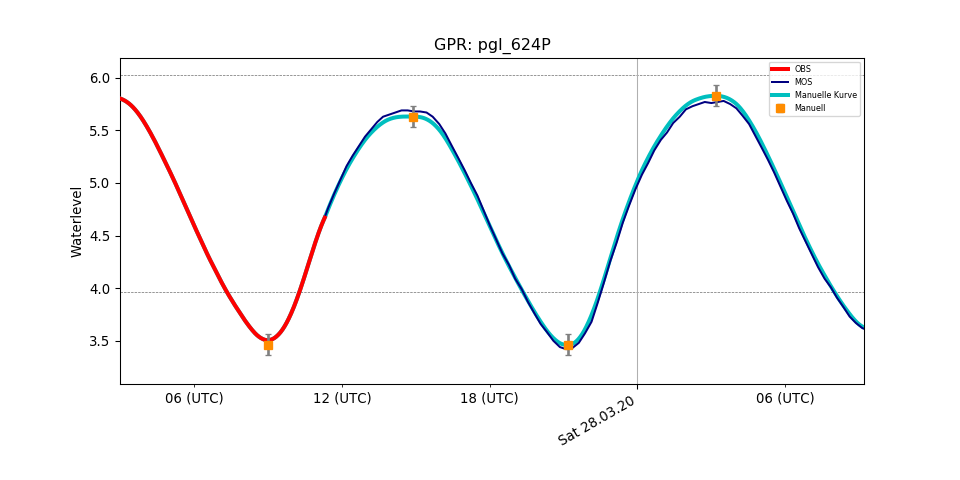 GPR: pgl_624P
OBS
MOS
Manuelle Kurve
Manuell
Waterlevel
6.0
5.5
5.0
4.5
4.0
3.5
06 (UTC)
12 (UTC)
18 (UTC)
Sat 28.03.20
06 (UTC)